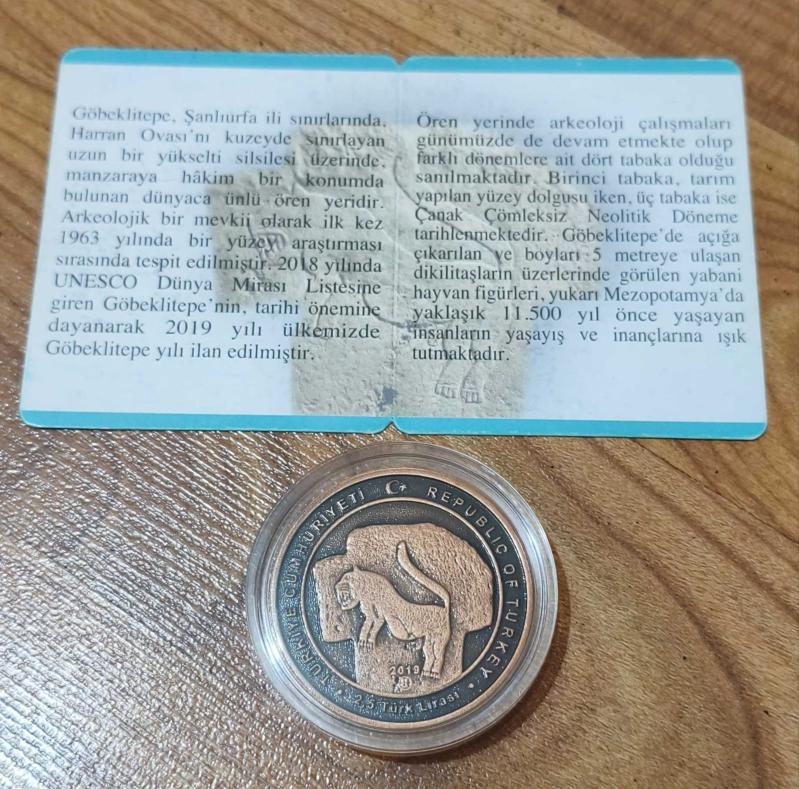 Göbeklitepe, Şanlıurfa ili sınırlarında,
Harran Ovası'nı kuzeyde sınırlayan
uzun bir yükselti silsilesi üzerinde,
manzaraya hâkim bir konumda
bulunan dünyaca ünlü ören yeridir.
Arkeolojik bir mevkii olarak ilk kez
1963 yılında bir yüzey araştırması
sırasında tespit edilmiştir. 2018 yılında
UNESCO Dünya Mirası Listesine
giren Göbeklitepe'nin, tarihi önemine
dayanarak 2019 yılı ülkemizde
Göbeklitepe yılı ilan edilmiştir.
Ören yerinde arkeoloji çalışmaları
günümüzde de devam etmekte olup
farklı dönemlere ait dört tabaka olduğu
sanılmaktadır. Birinci tabaka, tarım
yapılan yüzey dolgusu iken, üç tabaka ise
Çanak Çömleksiz Neolitik Döneme
tarihlenmektedir. Göbeklitepe'de açığa
çıkarılan ve boyları 5 metreye ulaşan
dikilitaşların üzerlerinde görülen yabani
hayvan figürleri, yukarı Mezopotamya'da
yaklaşık 11.500 yıl önce yaşayan
insanların yaşayış ve inançlarına ışık
tutmaktadır.
TÜRKİYE CUMHURİYETİ
REPUBLIC OF TURKEY
2019
2,5 Türk Lirası